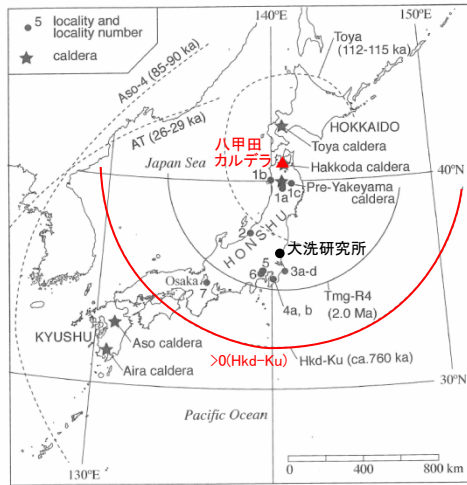 140°E
150°E
5 locality and
locality number
caldera
Toya
(112-115 ka)
Aso-4 (85-90 ka)
AT (26-29 ka)
HOKKAIDO
八甲田
カルデラ
Toya caldera
Japan Sea
Hakkoda caldera
40°N
1b
1c
1a
Pre-Yakeyama
caldera
2
HONSHU
大洗研究所
5
6
3a-d
Osaka
7
4a, b
Tmg-R4
(2.0 Ma)
KYUSHU
Aso caldera
>0(Hkd-Ku)
Hkd-Ku (ca.760 ka)
Aira caldera
30°N
Pacific Ocean
130°E
0 400 800 km